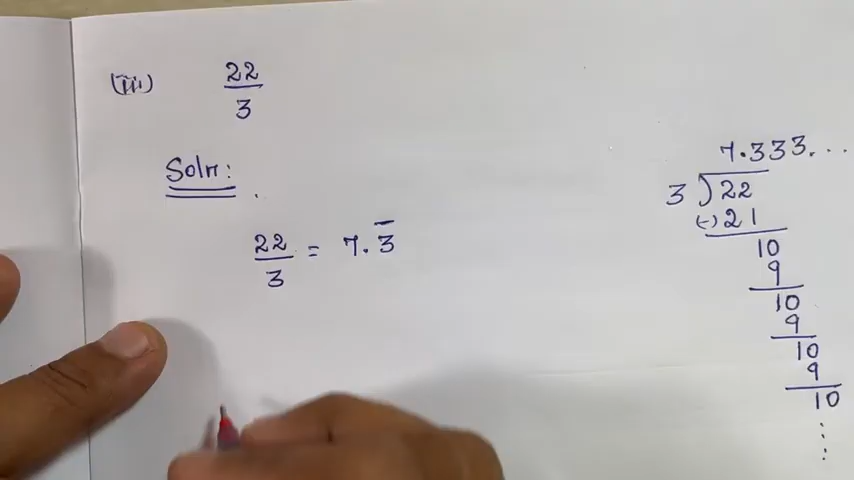 (iii) 22/3
Soln:
22/3 = 7.3̅
7.333...
3 ) 22
(-) 21
10
9
10
9
10
9
10
⋮